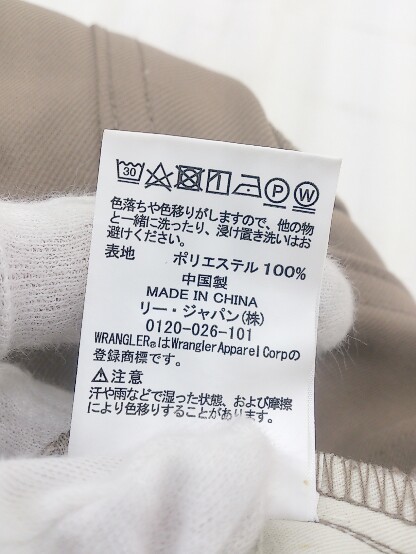 30
P
W
色落ちや色移りがしますので、他の物
と一緒に洗ったり、浸け置き洗いはお
避けください。
表地 ポリエステル 100%
中国製
MADE IN CHINA
リー・ジャパン(株)
0120-026-101
WRANGLER®はWrangler Apparel Corpの
登録商標です。
⚠注意
汗や雨などで湿った状態、および摩擦
により色移りすることがあります。